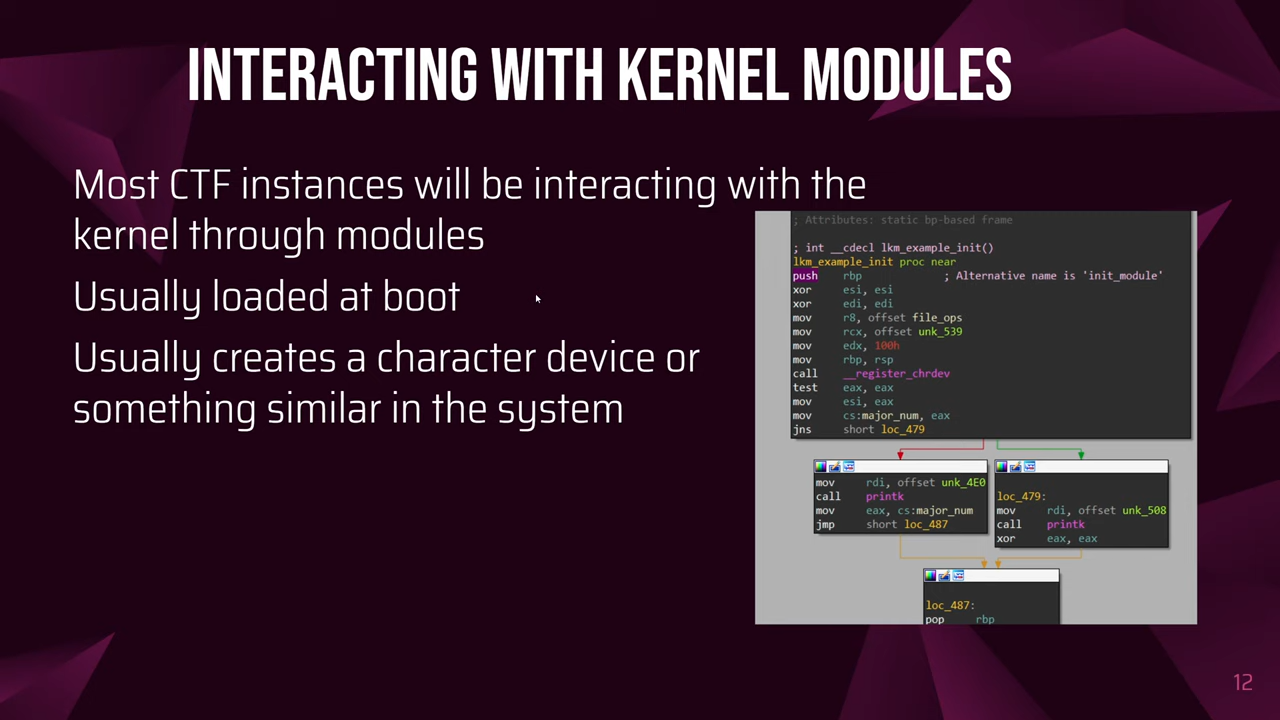 INTERACTING WITH KERNEL MODULES
Most CTF instances will be interacting with the
kernel through modules
Usually loaded at boot
Usually creates a character device or
something similar in the system
; Attributes: static bp-based frame
; int __cdecl lkm_example_init()
lkm_example_init proc near
push rbp ; Alternative name is 'init_module'
xor esi, esi
xor edi, edi
mov r8, offset file_ops
mov rcx, offset unk_539
mov edx, 100h
mov rbp, rsp
call __register_chrdev
test eax, eax
mov esi, eax
mov cs:major_num, eax
jns short loc_479
mov rdi, offset unk_4E0
call printk
mov eax, cs:major_num
jmp short loc_487
loc_479:
mov rdi, offset unk_508
call printk
xor eax, eax
loc_487:
pop rbp
12